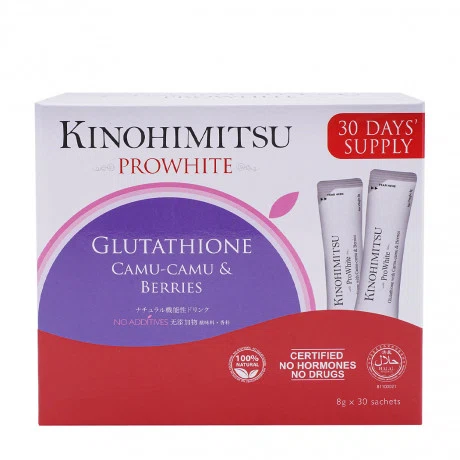 KINOHIMITSU
PROWHITE
30 DAYS'
SUPPLY
GLUTATHIONE
CAMU-CAMU &
BERRIES
ナチュラル機能性ドリンク
NO ADDITIVES 无添加物
KINOHIMITSU
ProWhite
KINOHIMITSU
ProWhite
100%
NATURAL
CERTIFIED
NO HORMONES
NO DRUGS
حلال
HALAL
8g x 30 sachets